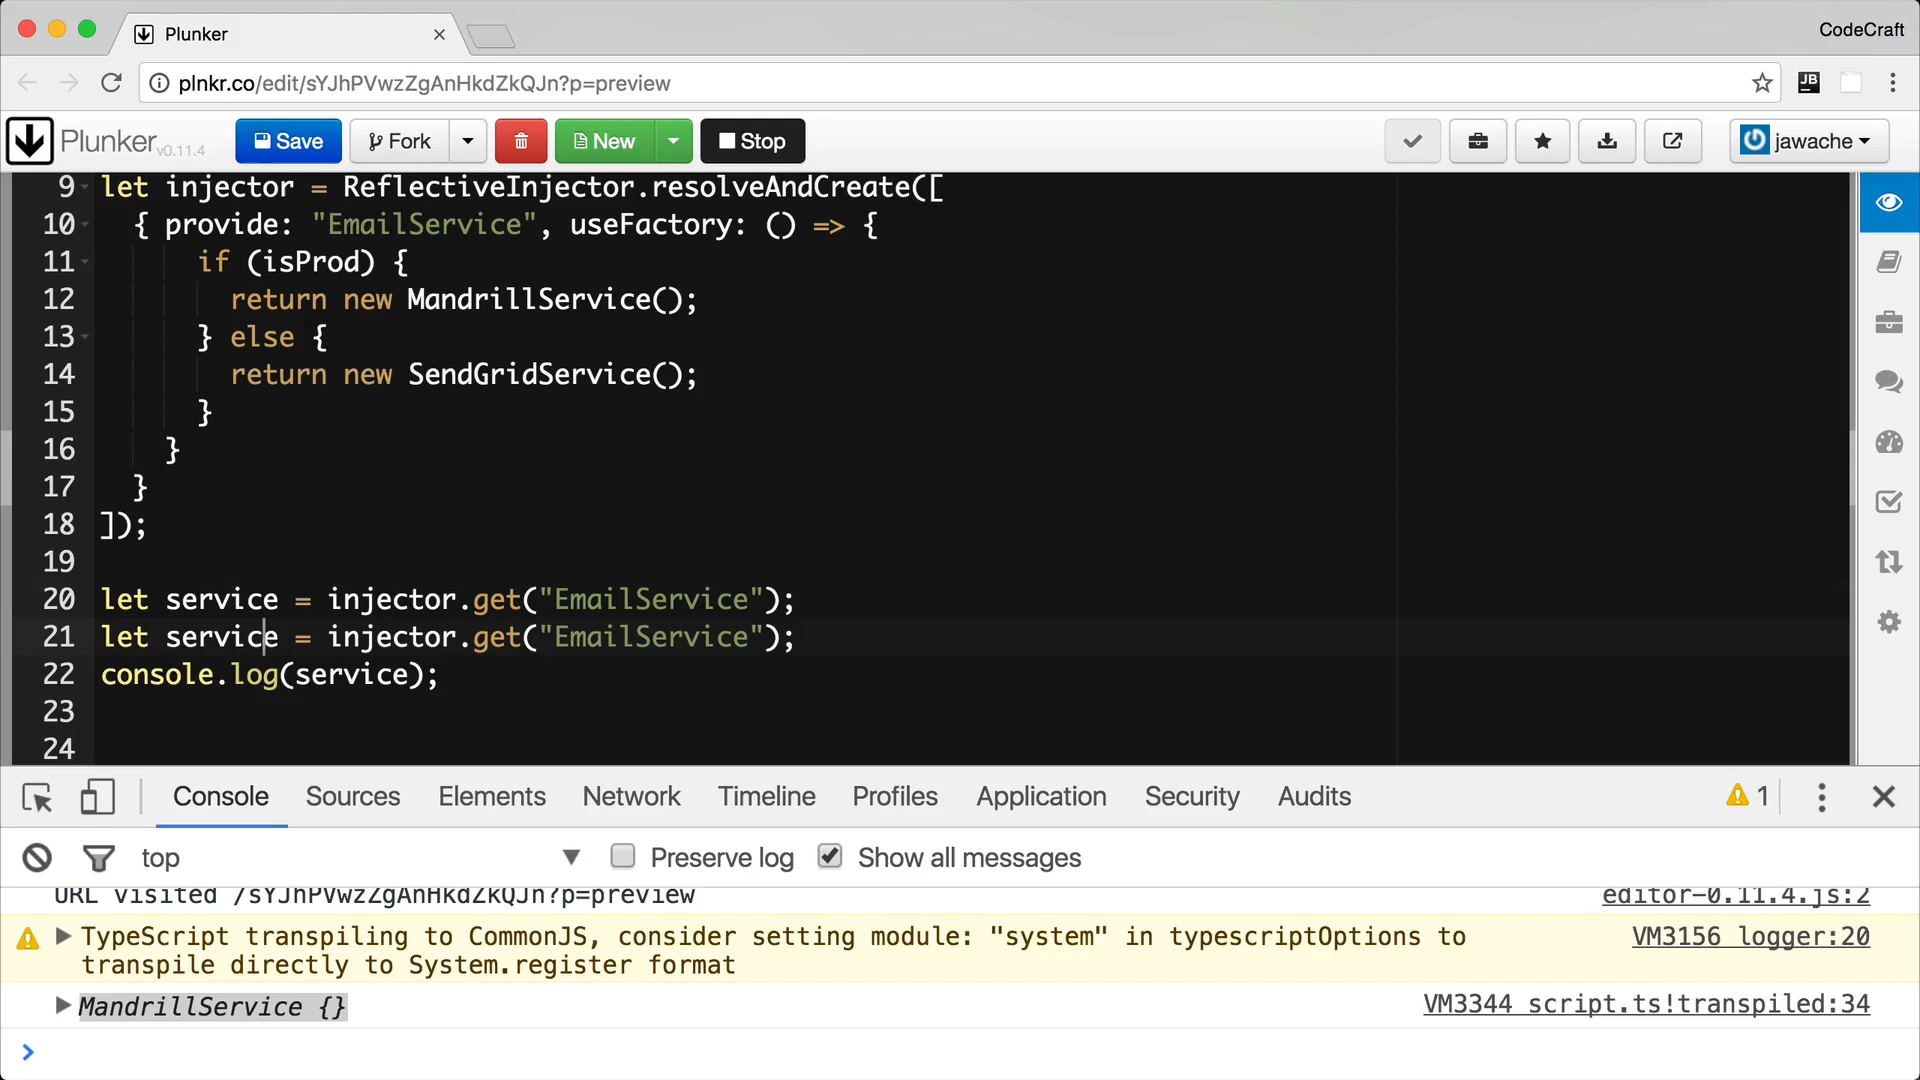 Plunker
CodeCraft
plnkr.co/edit/sYJhPVwzZgAnHkdZkQJn?p=preview
JB
Plunker v0.11.4
Save
Fork
New
Stop
jawache
9 let injector = ReflectiveInjector.resolveAndCreate([
10 { provide: "EmailService", useFactory: () => {
11 if (isProd) {
12 return new MandrillService();
13 } else {
14 return new SendGridService();
15 }
16 }
17 }
18 ]);
19
20 let service = injector.get("EmailService");
21 let service = injector.get("EmailService");
22 console.log(service);
23
24
Console Sources Elements Network Timeline Profiles Application Security Audits 1
top Preserve log Show all messages
URL visited /sYJhPVwzZgAnHkdZkQJn?p=preview editor-0.11.4.js:2
TypeScript transpiling to CommonJS, consider setting module: "system" in typescriptOptions to VM3156 logger:20
transpile directly to System.register format
MandrillService {} VM3344 script.ts!transpiled:34